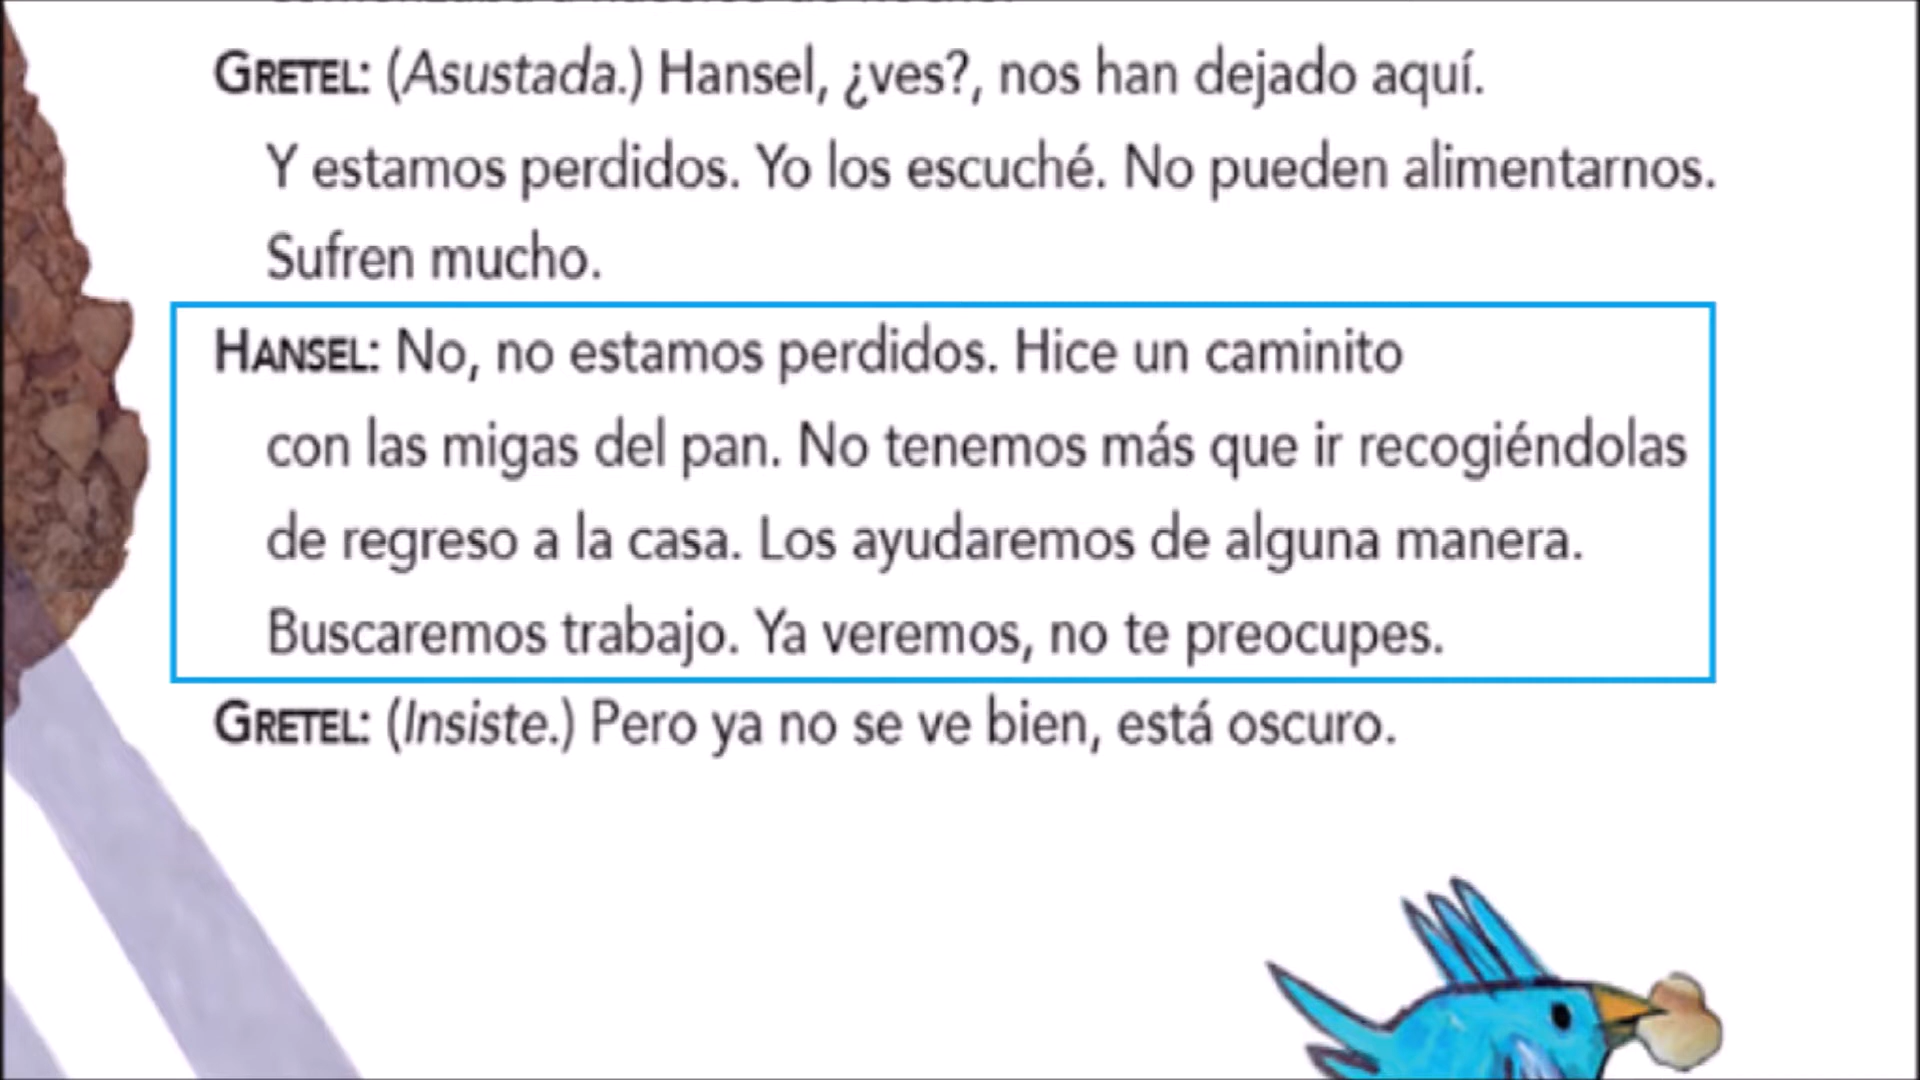 GRETEL: (Asustada.) Hansel, ¿ves?, nos han dejado aquí.
Y estamos perdidos. Yo los escuché. No pueden alimentarnos.
Sufren mucho.
HANSEL: No, no estamos perdidos. Hice un caminito
con las migas del pan. No tenemos más que ir recogiéndolas
de regreso a la casa. Los ayudaremos de alguna manera.
Buscaremos trabajo. Ya veremos, no te preocupes.
GRETEL: (Insiste.) Pero ya no se ve bien, está oscuro.